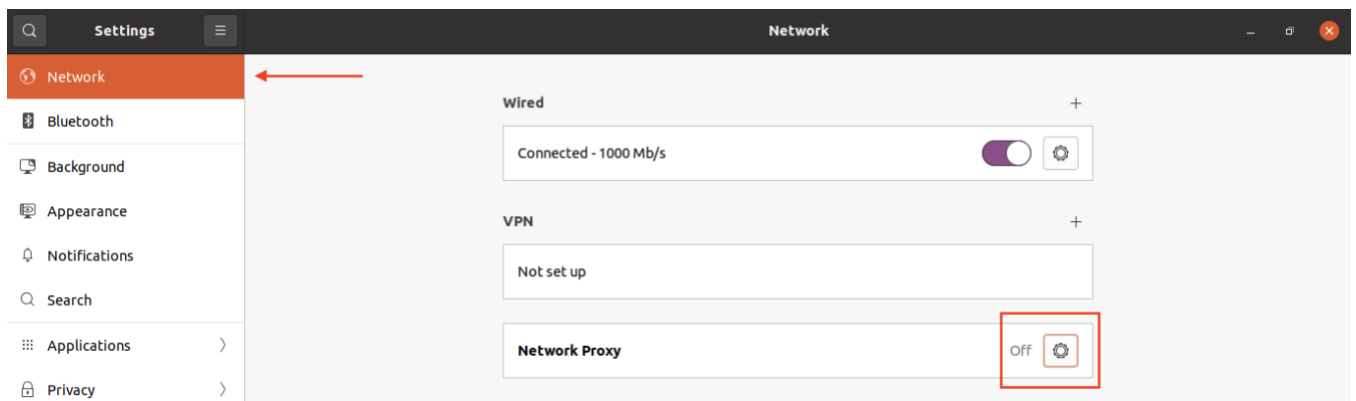 Settings
Network
Network
Bluetooth
Background
Appearance
Notifications
Search
Applications
Privacy
Wired
Connected - 1000 Mb/s
VPN
Not set up
Network Proxy
Off